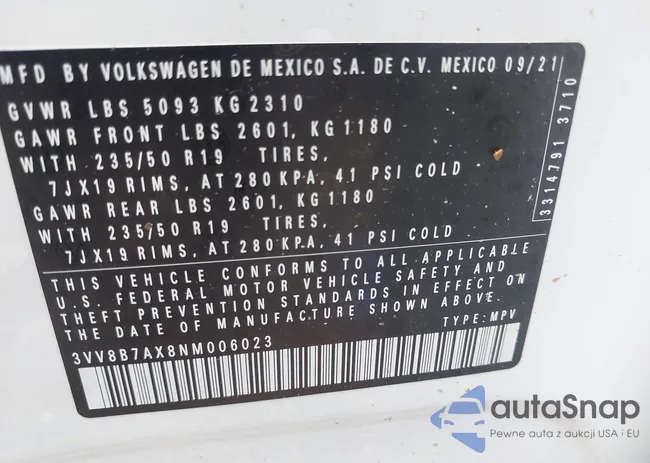 MFD BY VOLKSWAGEN DE MEXICO S.A. DE C.V. MEXICO 09/21
GVWR LBS 5093 KG 2310
GAWR FRONT LBS 2601, KG 1180
WITH 235/50 R19 TIRES,
7JX19 RIMS, AT 280 KPA, 41 PSI COLD
GAWR REAR LBS 2601, KG 1180
WITH 235/50 R19 TIRES,
7JX19 RIMS, AT 280 KPA, 41 PSI COLD
THIS VEHICLE CONFORMS TO ALL APPLICABLE
U.S. FEDERAL MOTOR VEHICLE SAFETY AND
THEFT PREVENTION STANDARDS IN EFFECT ON
THE DATE OF MANUFACTURE SHOWN ABOVE.
3VV8B7AX8NM006023 TYPE: MPV
3314791 3710
autaSnap
Pewne auta z aukcji USA i EU